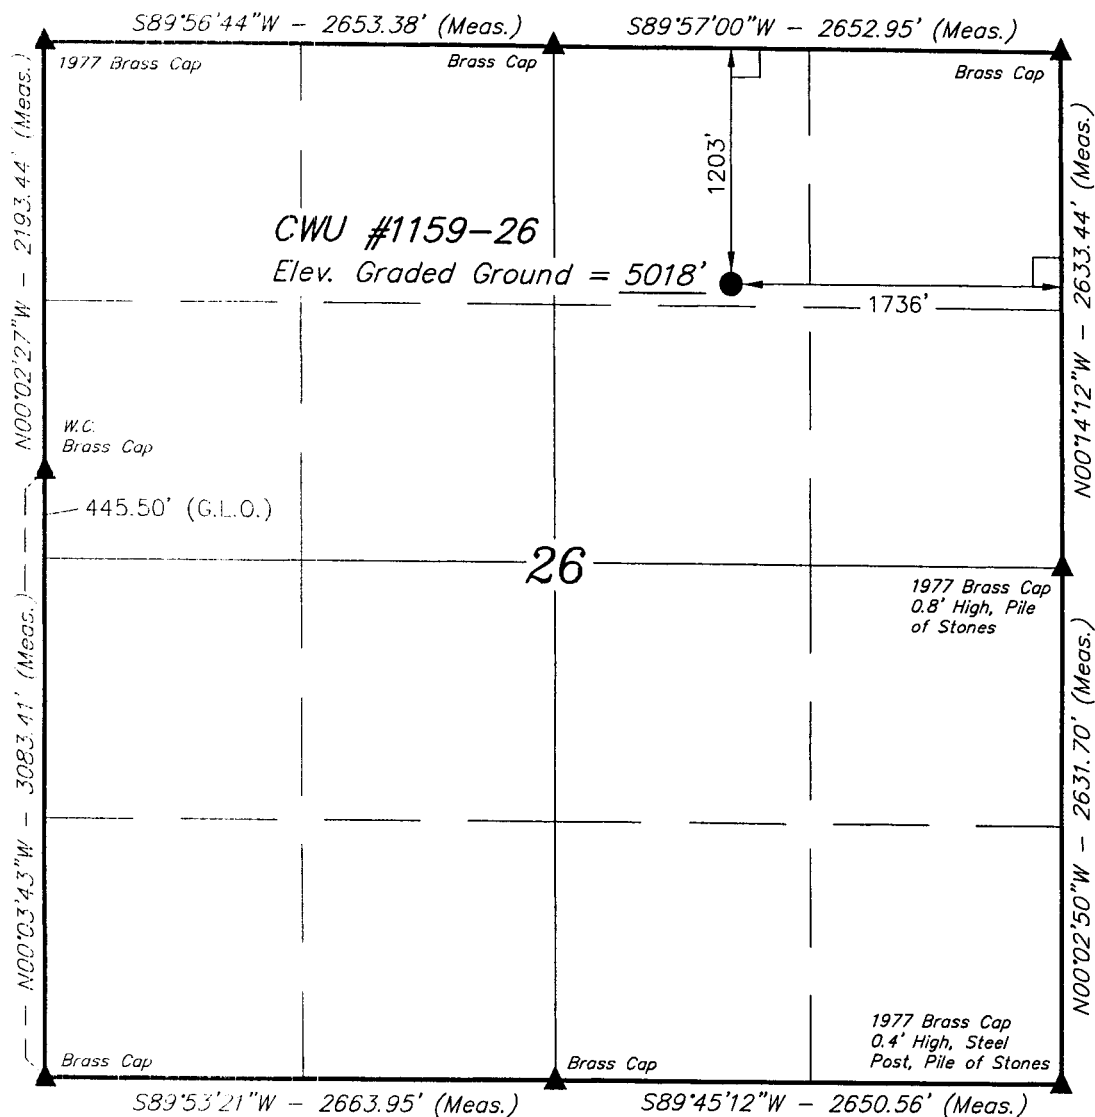 S89°56'44"W - 2653.38' (Meas.)
S89°57'00"W - 2652.95' (Meas.)
1977 Brass Cap
Brass Cap
Brass Cap
N00°02'27"W - 2193.44' (Meas.)
1203'
N00°14'12"W - 2633.44' (Meas.)
CWU #1159-26
Elev. Graded Ground = 5018'
1736'
W.C.
Brass Cap
445.50' (G.L.O.)
26
1977 Brass Cap
0.8' High, Pile
of Stones
N00°03'43"W - 3083.41' (Meas.)
N00°02'50"W - 2631.70' (Meas.)
1977 Brass Cap
0.4' High, Steel
Post, Pile of Stones
Brass Cap
Brass Cap
S89°53'21"W - 2663.95' (Meas.)
S89°45'12"W - 2650.56' (Meas.)